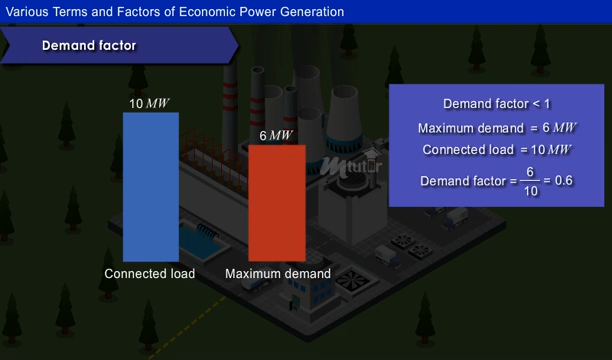 Various Terms and Factors of Economic Power Generation
Demand factor
10 MW
6 MW
Connected load
Maximum demand
Mtutor
Demand factor < 1
Maximum demand = 6 MW
Connected load = 10 MW
Demand factor = 6/10 = 0.6